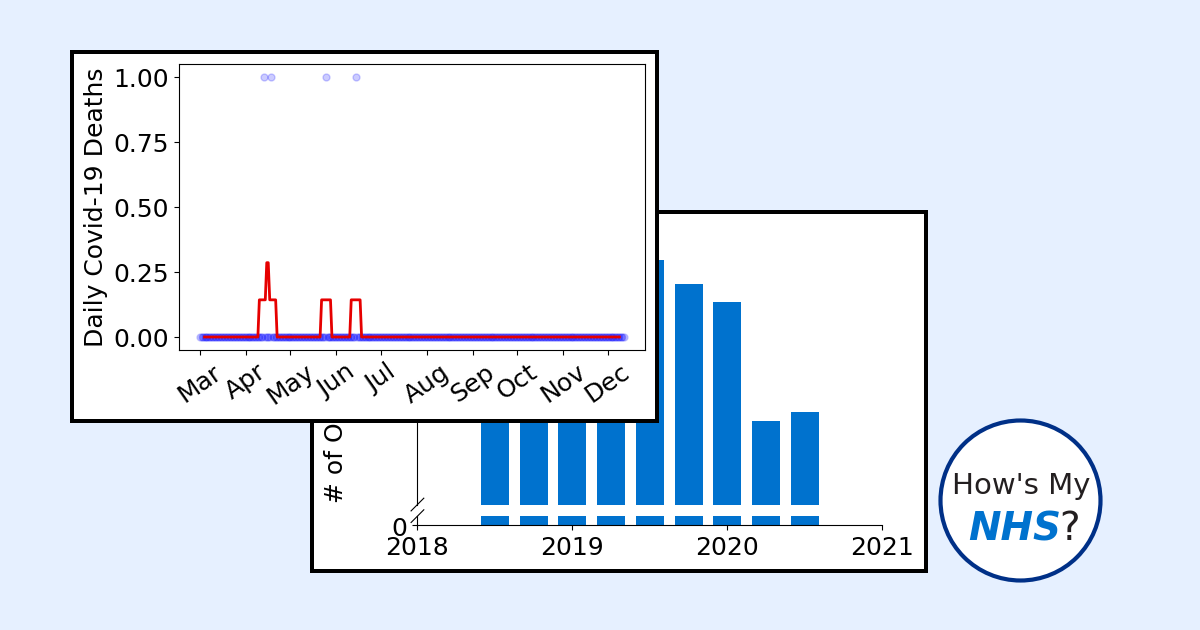 Daily Covid-19 Deaths
1.00
0.75
0.50
0.25
0.00
Mar Apr May Jun Jul Aug Sep Oct Nov Dec
# of O
0
2018 2019 2020 2021
How's My
NHS?